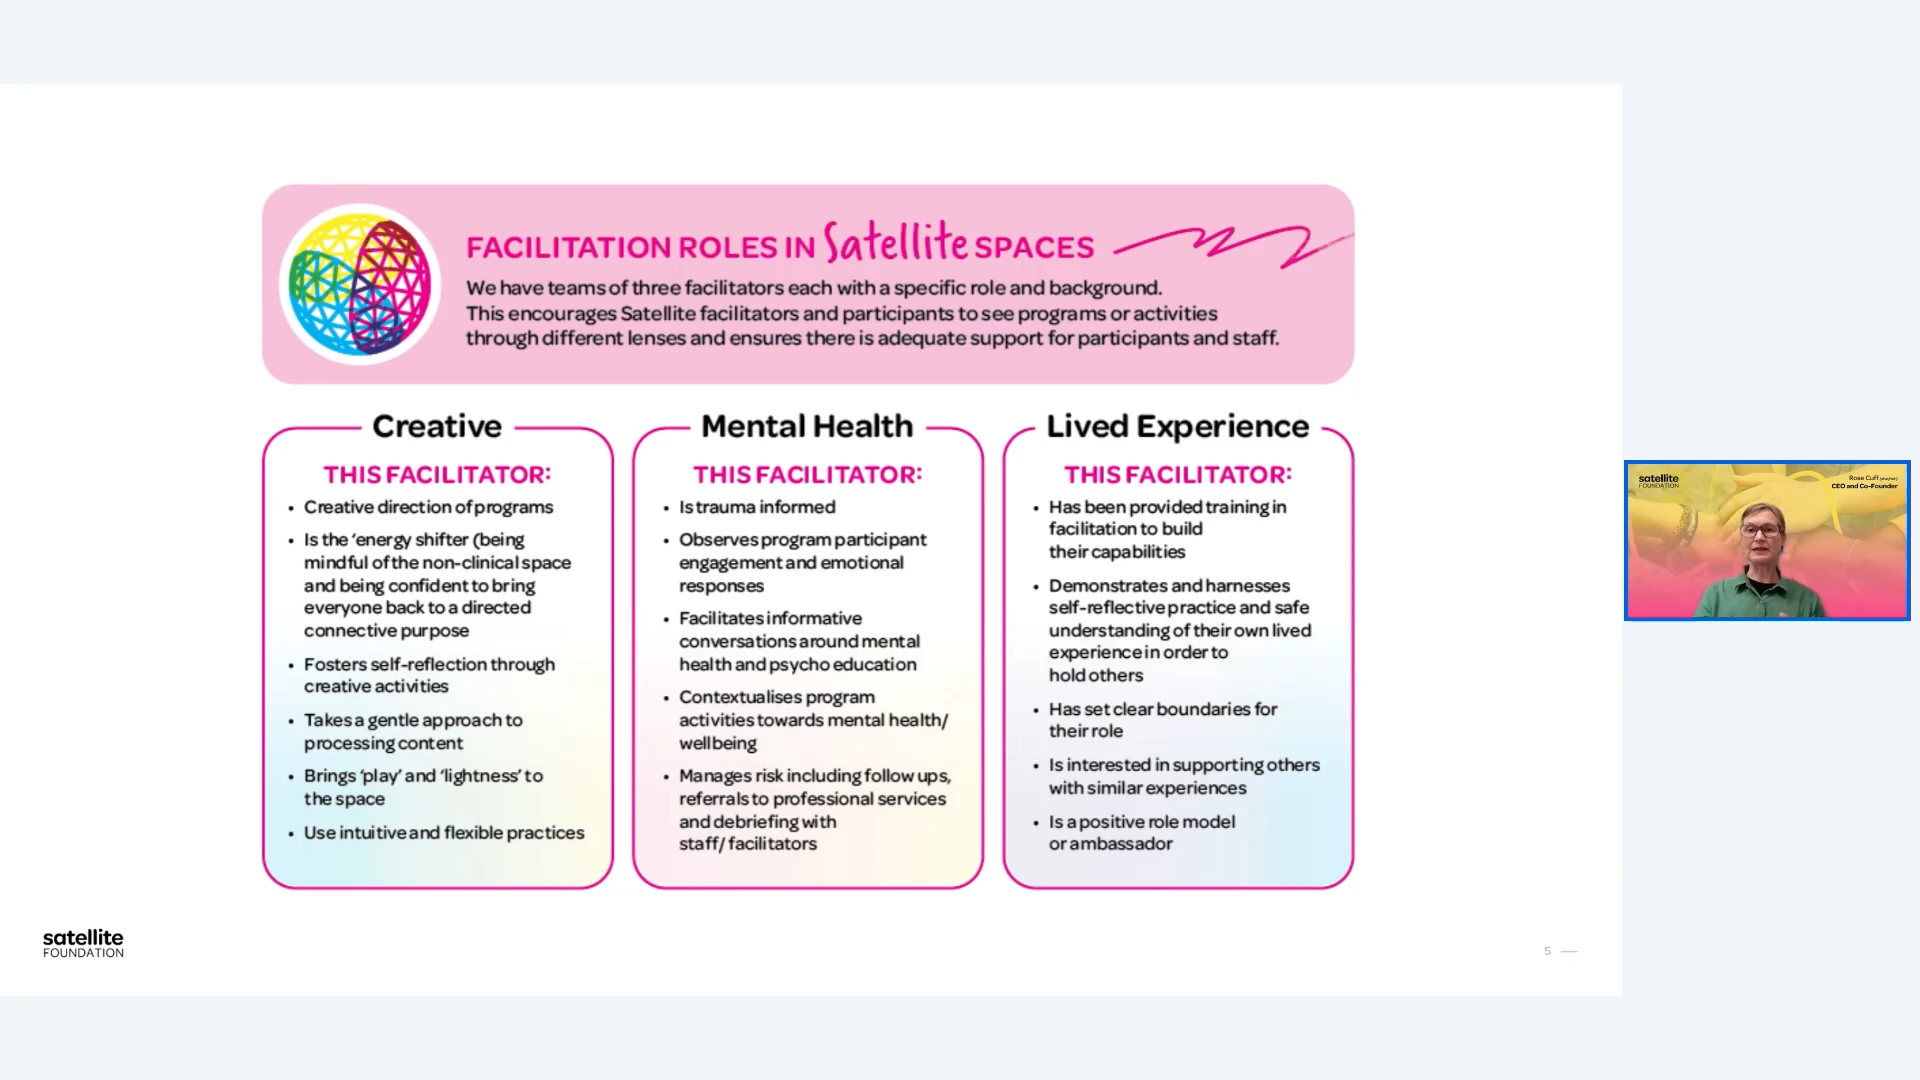 FACILITATION ROLES IN Satellite SPACES
We have teams of three facilitators each with a specific role and background.
This encourages Satellite facilitators and participants to see programs or activities
through different lenses and ensures there is adequate support for participants and staff.
Creative
THIS FACILITATOR:
• Creative direction of programs
• Is the ‘energy shifter (being
mindful of the non-clinical space
and being confident to bring
everyone back to a directed
connective purpose
• Fosters self-reflection through
creative activities
• Takes a gentle approach to
processing content
• Brings ‘play’ and ‘lightness’ to
the space
• Use intuitive and flexible practices
Mental Health
THIS FACILITATOR:
• Is trauma informed
• Observes program participant
engagement and emotional
responses
• Facilitates informative
conversations around mental
health and psycho education
• Contextualises program
activities towards mental health/
wellbeing
• Manages risk including follow ups,
referrals to professional services
and debriefing with
staff/ facilitators
Lived Experience
THIS FACILITATOR:
• Has been provided training in
facilitation to build
their capabilities
• Demonstrates and harnesses
self-reflective practice and safe
understanding of their own lived
experience in order to
hold others
• Has set clear boundaries for
their role
• Is interested in supporting others
with similar experiences
• Is a positive role model
or ambassador
satellite
FOUNDATION
5
satellite
FOUNDATION
Rose Cuff (she/her)
CEO and Co-Founder